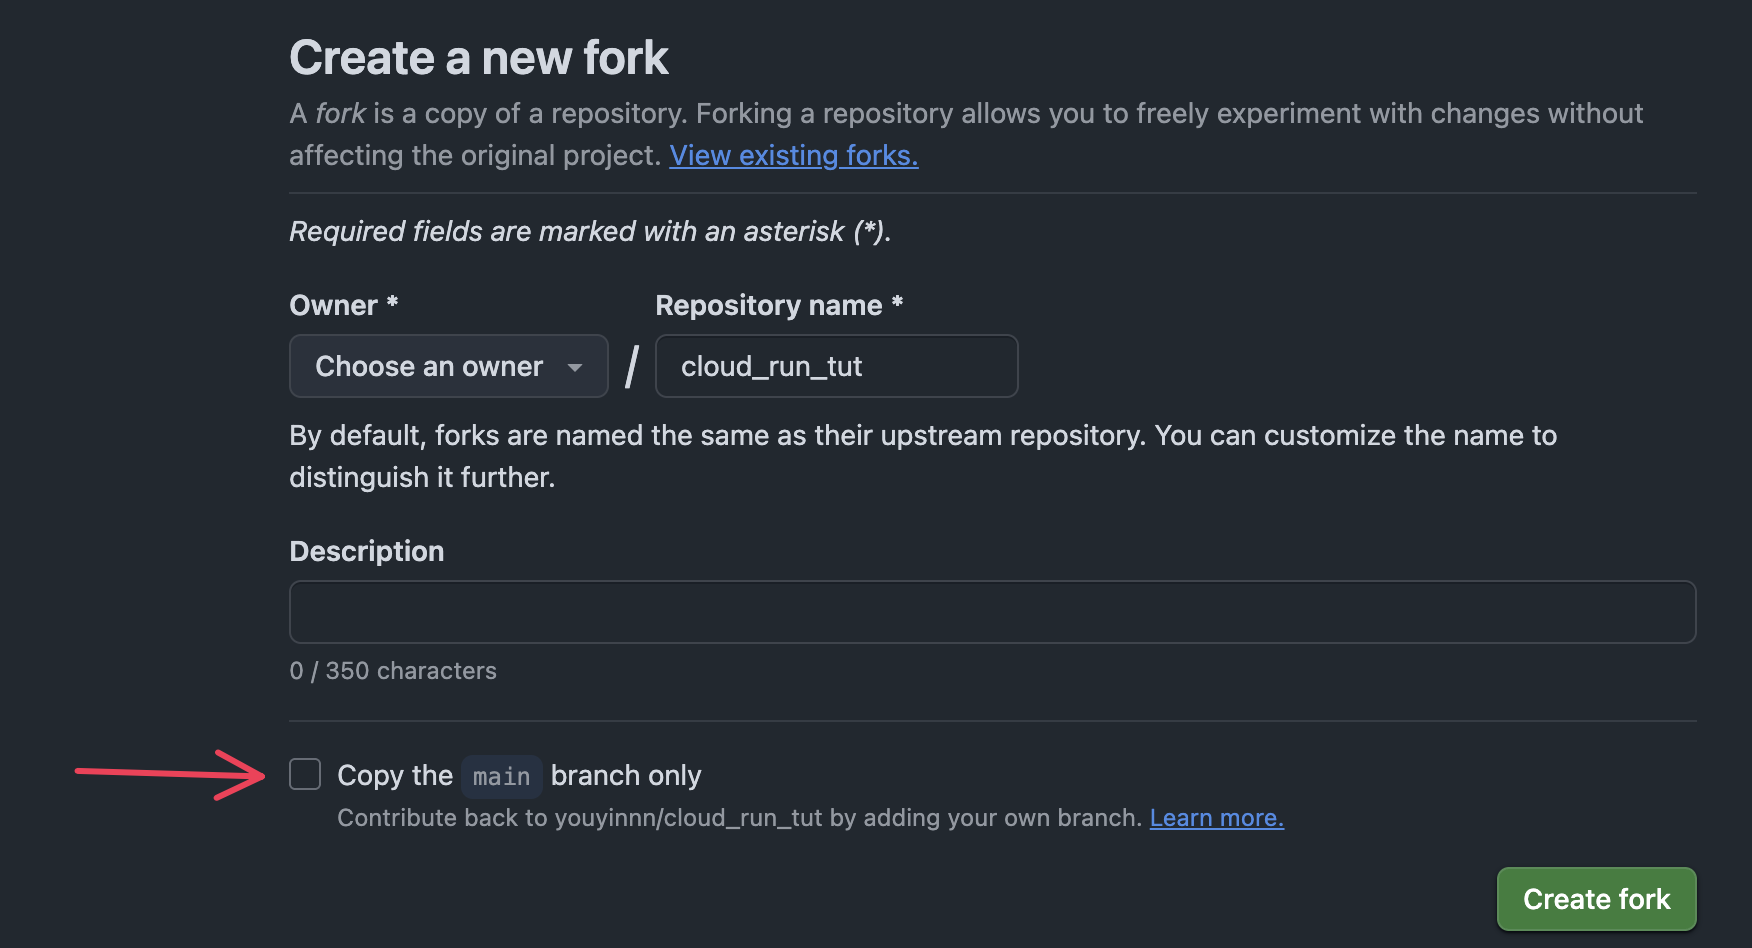 Create a new fork
A fork is a copy of a repository. Forking a repository allows you to freely experiment with changes without
affecting the original project. View existing forks.
Required fields are marked with an asterisk (*).
Owner * Repository name *
Choose an owner / cloud_run_tut
By default, forks are named the same as their upstream repository. You can customize the name to
distinguish it further.
Description
0 / 350 characters
Copy the main branch only
Contribute back to youyinnn/cloud_run_tut by adding your own branch. Learn more.
Create fork